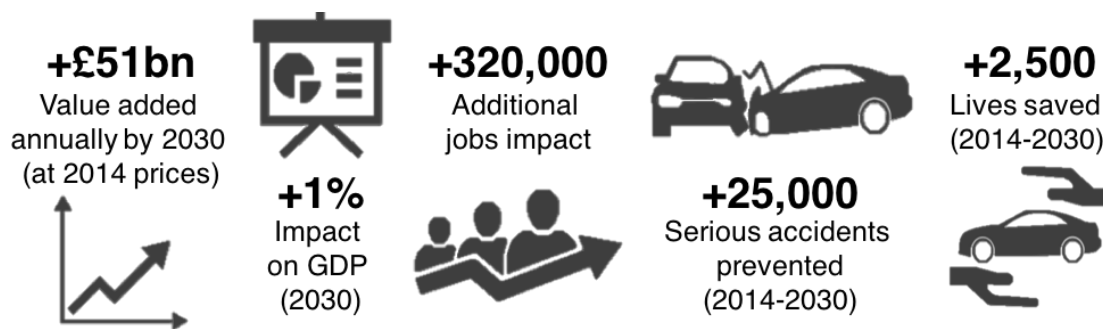 +£51bn
Value added
annually by 2030
(at 2014 prices)
+1%
Impact
on GDP
(2030)
+320,000
Additional
jobs impact
+25,000
Serious accidents
prevented
(2014-2030)
+2,500
Lives saved
(2014-2030)